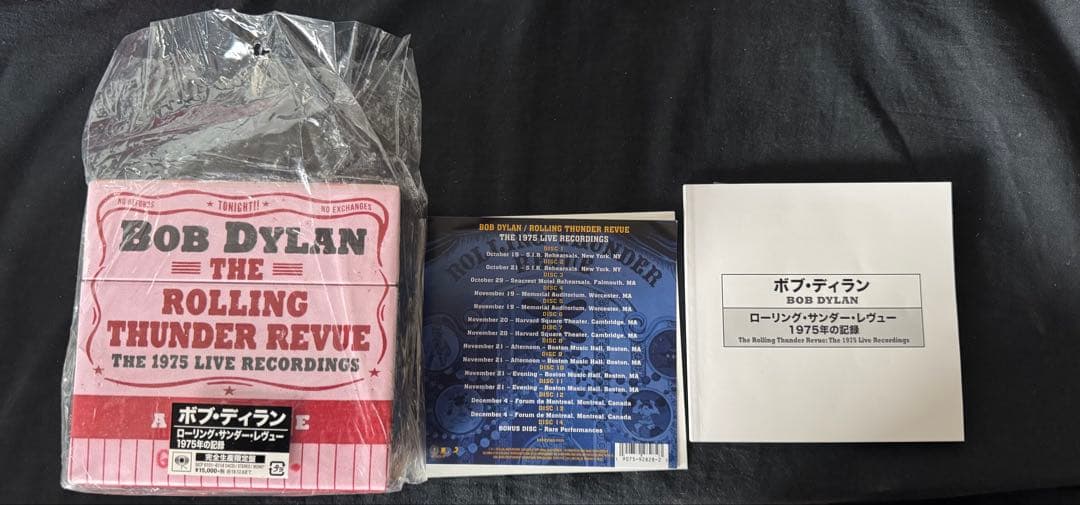 NO REFUNDS
TONIGHT!!
NO EXCHANGES
BOB DYLAN
THE
ROLLING
THUNDER REVUE
THE 1975 LIVE RECORDINGS
ボブ・ディラン
ローリング・サンダー・レヴュー
1975年の記録
完全生産限定盤
¥15,000+税
BOB DYLAN / ROLLING THUNDER REVUE
THE 1975 LIVE RECORDINGS
DISC 1
October 19 – S.I.R. Rehearsals, New York, NY
DISC 2
October 21 – S.I.R. Rehearsals, New York, NY
DISC 3
October 29 – Seacrest Motel Rehearsals, Falmouth, MA
DISC 4
November 19 – Memorial Auditorium, Worcester, MA
DISC 5
November 19 – Memorial Auditorium, Worcester, MA
DISC 6
November 20 – Harvard Square Theater, Cambridge, MA
DISC 7
November 20 – Harvard Square Theater, Cambridge, MA
DISC 8
November 21 – Afternoon – Boston Music Hall, Boston, MA
DISC 9
November 21 – Afternoon – Boston Music Hall, Boston, MA
DISC 10
November 21 – Evening – Boston Music Hall, Boston, MA
DISC 11
November 21 – Evening – Boston Music Hall, Boston, MA
DISC 12
December 4 – Forum de Montreal, Montreal, Canada
DISC 13
December 4 – Forum de Montreal, Montreal, Canada
DISC 14
BONUS DISC – Rare Performances
bobdylan.com
ボブ・ディラン
BOB DYLAN
ローリング・サンダー・レヴュー
1975年の記録
The Rolling Thunder Revue: The 1975 Live Recordings